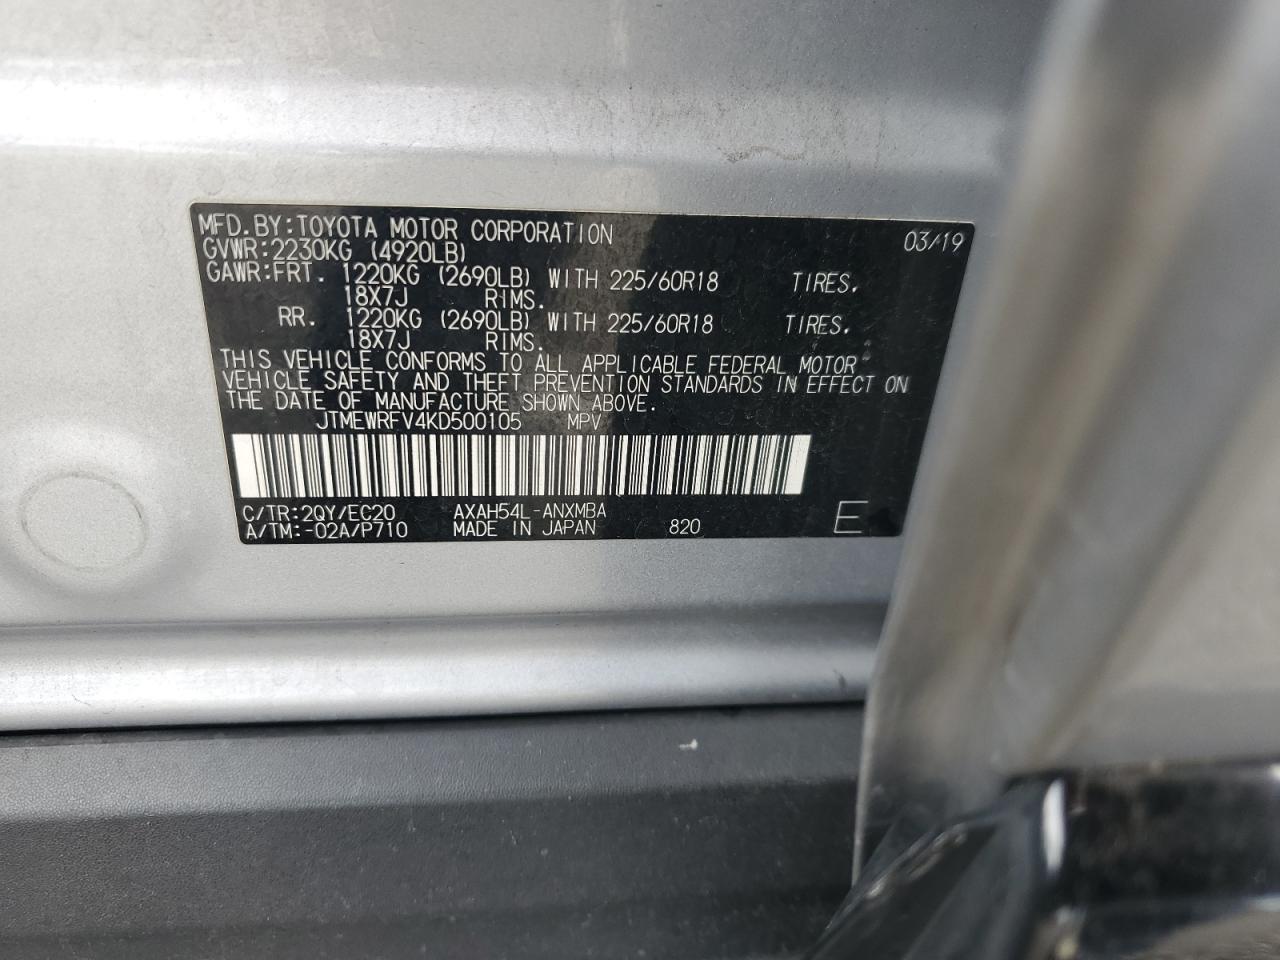 MFD.BY:TOYOTA MOTOR CORPORATION 03/19
GVWR:2230KG (4920LB)
GAWR:FRT. 1220KG (2690LB) WITH 225/60R18 TIRES.
18X7J RIMS.
RR. 1220KG (2690LB) WITH 225/60R18 TIRES.
18X7J RIMS.
THIS VEHICLE CONFORMS TO ALL APPLICABLE FEDERAL MOTOR
VEHICLE SAFETY AND THEFT PREVENTION STANDARDS IN EFFECT ON
THE DATE OF MANUFACTURE SHOWN ABOVE.
JTMEWRFV4KD500105 MPV
C/TR:2QY/EC20 AXAH54L-ANXMBA
A/TM:-02A/P710 MADE IN JAPAN 820 E